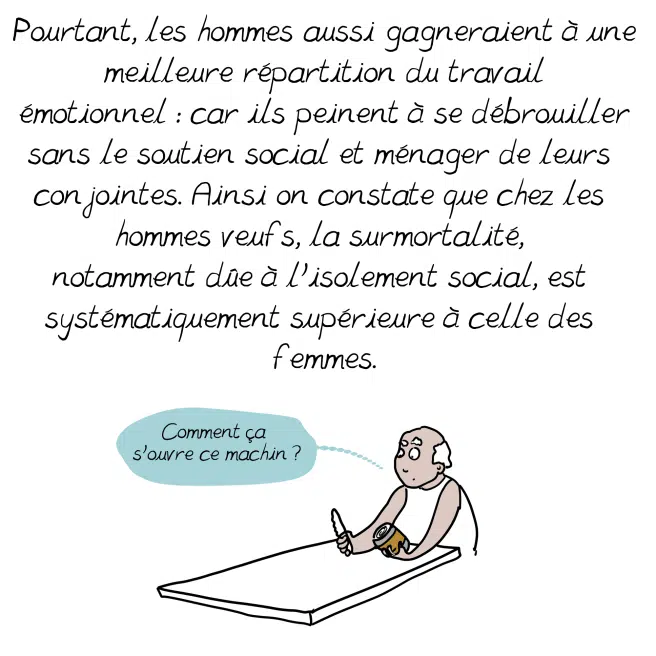 Pourtant, les hommes aussi gagneraient à une
meilleure répartition du travail
émotionnel : car ils peinent à se débrouiller
sans le soutien social et ménager de leurs
conjointes. Ainsi on constate que chez les
hommes veufs, la surmortalité,
notamment dûe à l'isolement social, est
systématiquement supérieure à celle des
femmes.
Comment ça
s'ouvre ce machin ?